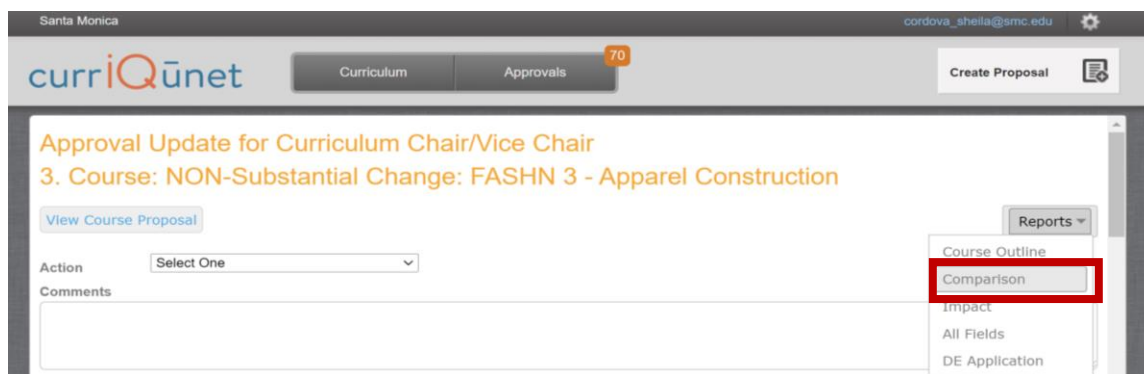 Santa Monica cordova_sheila@smc.edu
currIQūnet Curriculum Approvals 70 Create Proposal
Approval Update for Curriculum Chair/Vice Chair
3. Course: NON-Substantial Change: FASHN 3 - Apparel Construction
View Course Proposal Reports
Course Outline
Action Select One
Comparison
Comments
Impact
All Fields
DE Application